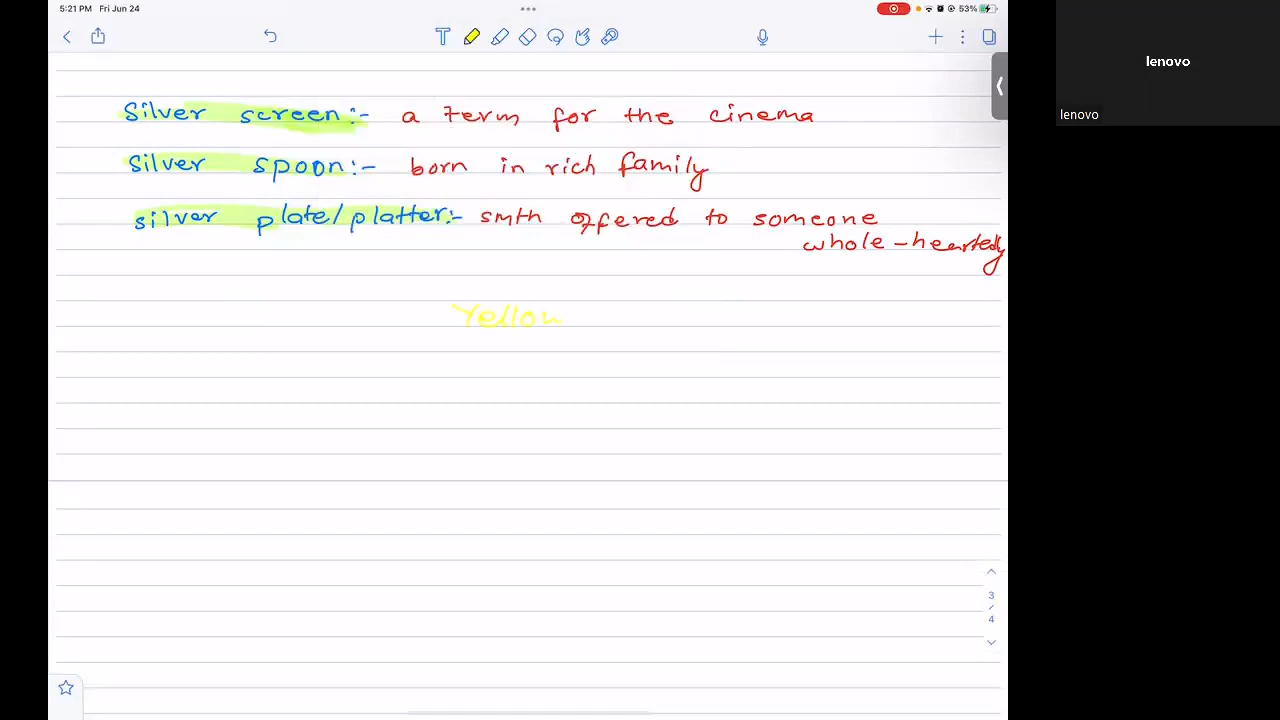 5:21 PM Fri Jun 24
53%
lenovo
lenovo
Silver screen:- a term for the cinema
Silver spoon:- born in rich family
silver plate/platter:- smth offered to someone
whole-heartedly
Yellow
3
/
4